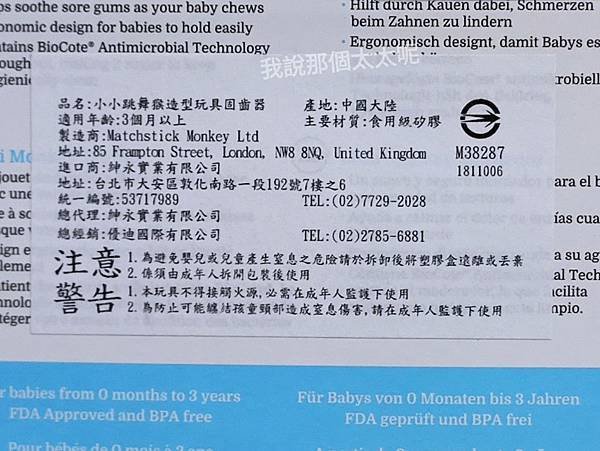 ps soothe sore gums as your baby chews
onomic design for babies to hold easily
ntains BioCote® Antimicrobial Technology
Hilft durch Kauen dabei, Schmerzen
beim Zahnen zu lindern
• Ergonomisch designt, damit Babys es
我說那個太太呢
品名:小小跳舞猴造型玩具固齒器
產地:中國大陸
適用年齡:3個月以上
主要材質:食用級矽膠
製造商:Matchstick Monkey Ltd
地址:85 Frampton Street, London, NW8 8NQ, United Kingdom
M38287
進口商:紳永實業有限公司
1811006
地址:台北市大安區敦化南路一段192號7樓之6
統一編號:53717989
TEL:(02)7729-2028
總代理:紳永實業有限公司
總經銷:優迪國際有限公司
TEL:(02)2785-6881
注意
1.為避免嬰兒或兒童產生窒息之危險請於拆卸後將塑膠盒遠離或丟棄
2.係須由成年人拆開包裝後使用
警告
1.本玩具不得接觸火源,必需在成年人監護下使用
2.為防止可能纏結孩童頸部造成窒息傷害,請在成年人監護下使用
r babies from 0 months to 3 years
FDA Approved and BPA free
Für Babys von 0 Monaten bis 3 Jahren
FDA geprüft und BPA frei